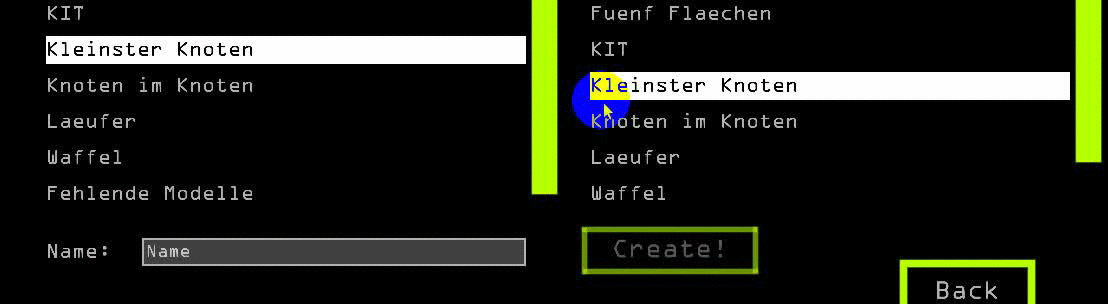 KIT
Kleinster Knoten
Knoten im Knoten
Laeufer
Waffel
Fehlende Modelle
Name: Name
Fuenf Flaechen
KIT
Kleinster Knoten
Knoten im Knoten
Laeufer
Waffel
Create!
Back